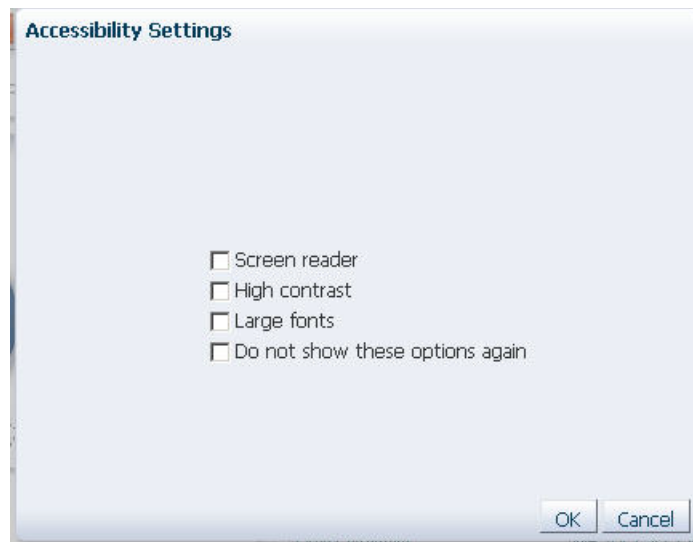 Accessibility Settings
Screen reader
High contrast
Large fonts
Do not show these options again
OK Cancel